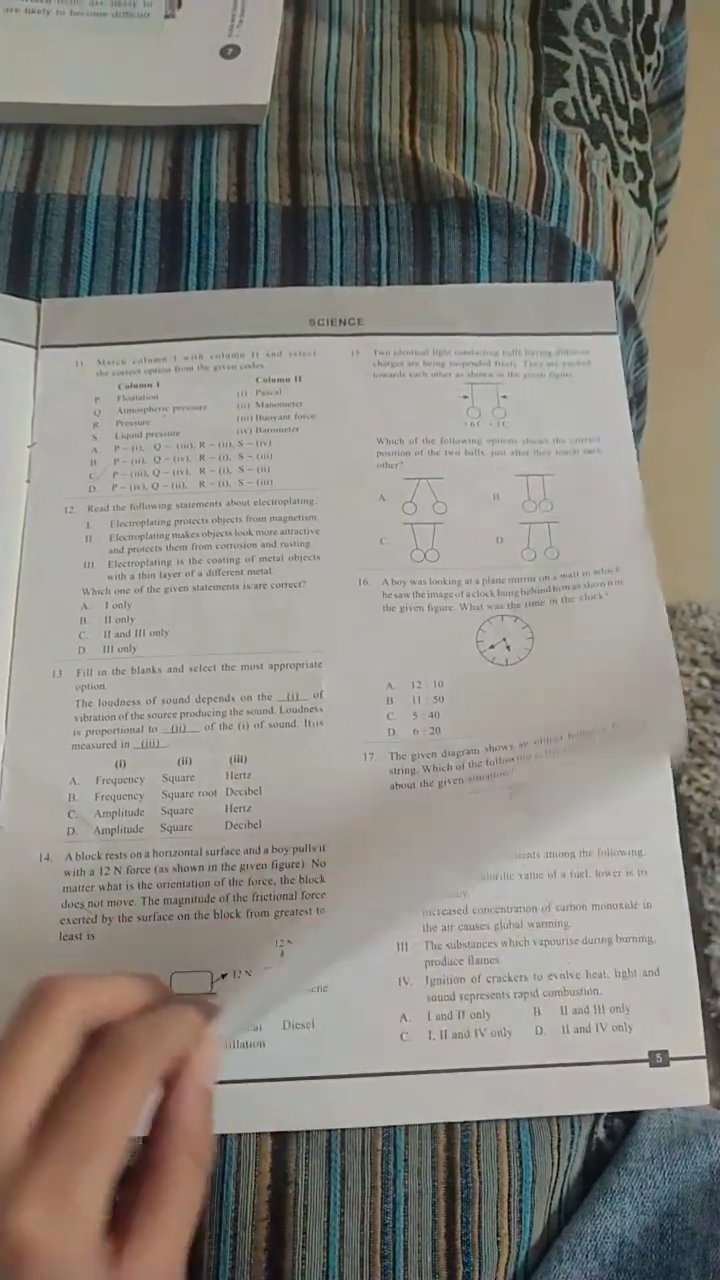 are likely to become difficult
SCIENCE
11. Match column I with column II and select
the correct option from the given codes.
Column I Column II
P Floatation (i) Pascal
Q Atmospheric pressure (ii) Manometer
R Pressure (iii) Buoyant force
S Liquid pressure (iv) Barometer
A. P – (i), Q – (iii), R – (ii), S – (iv)
B. P – (ii), Q – (iv), R – (i), S – (iii)
C. P – (iii), Q – (iv), R – (i), S – (ii)
D. P – (iv), Q – (ii), R – (i), S – (iii)
12. Read the following statements about electroplating.
I. Electroplating protects objects from magnetism.
II. Electroplating makes objects look more attractive
and protects them from corrosion and rusting.
III. Electroplating is the coating of metal objects
with a thin layer of a different metal.
Which one of the given statements is/are correct?
A. I only
B. II only
C. II and III only
D. III only
13. Fill in the blanks and select the most appropriate
option.
The loudness of sound depends on the (i) of
vibration of the source producing the sound. Loudness
is proportional to (ii) of the (i) of sound. It is
measured in (iii).
(i) (ii) (iii)
A. Frequency Square Hertz
B. Frequency Square root Decibel
C. Amplitude Square Hertz
D. Amplitude Square Decibel
14. A block rests on a horizontal surface and a boy pulls it
with a 12 N force (as shown in the given figure). No
matter what is the orientation of the force, the block
does not move. The magnitude of the frictional force
exerted by the surface on the block from greatest to
least is
12 N
12 N
Diesel
15. Two identical light conducting balls having different
charges are being suspended freely. They are pushed
towards each other as shown in the given figure.
Which of the following options shows the correct
position of the two balls, just after they touch each
other?
A. B.
C. D.
16. A boy was looking at a plane mirror on a wall in which
he saw the image of a clock hung behind him as shown in
the given figure. What was the time in the clock?
A. 12 : 10
B. 11 : 50
C. 5 : 40
D. 6 : 20
17. The given diagram shows an object
string. Which of the following
about the given situation
among the following.
value of a fuel, lower is its
increased concentration of carbon monoxide in
the air causes global warming.
III. The substances which vapourise during burning,
produce flames.
IV. Ignition of crackers to evolve heat, light and
sound represents rapid combustion.
A. I and II only B. II and III only
C. I, II and IV only D. II and IV only
5